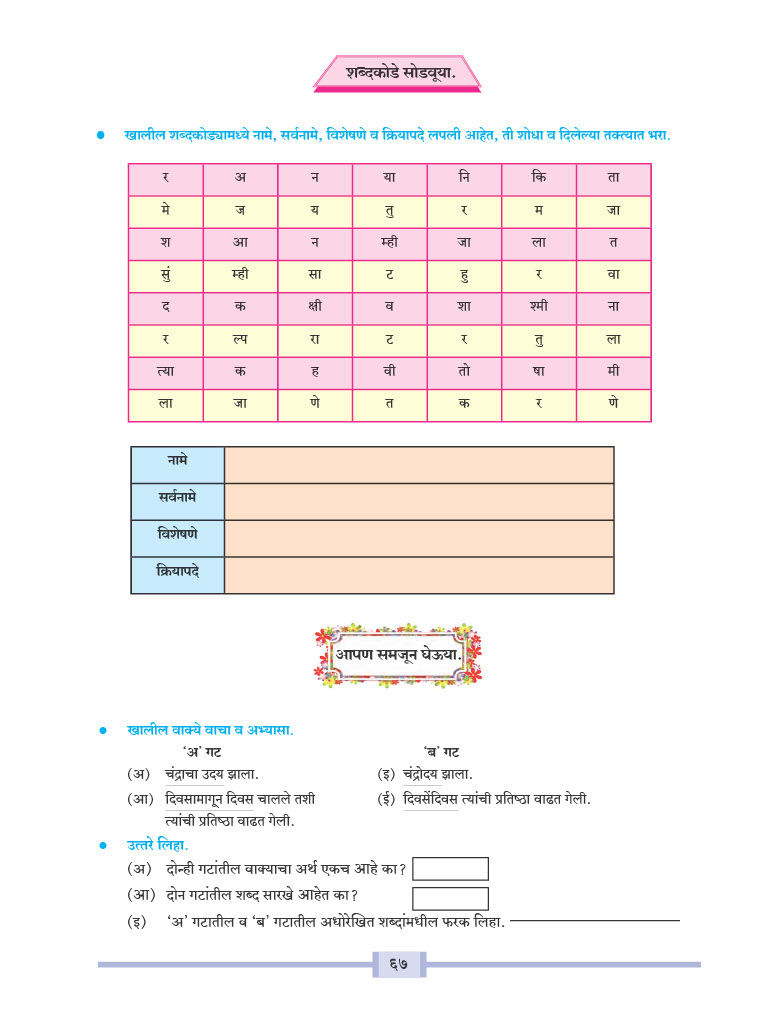 शब्दकोडे सोडवूया.
● खालील शब्दकोड्यामध्ये नामे, सर्वनामे, विशेषणे व क्रियापदे लपली आहेत, ती शोधा व दिलेल्या तक्त्यात भरा.
र अ न या नि कि ता
मे ज य तु र म जा
श आ न म्ही जा ला त
सुं म्ही सा ट हु र वा
द क क्षी व शा श्मी ना
र ल्प रा ट र तु ला
त्या क ह वी तो षा मी
ला जा णे त क र णे
नामे
सर्वनामे
विशेषणे
क्रियापदे
आपण समजून घेऊया.
● खालील वाक्ये वाचा व अभ्यासा.
‘अ’ गट ‘ब’ गट
(अ) चंद्राचा उदय झाला. (इ) चंद्रोदय झाला.
(आ) दिवसामागून दिवस चालले तशी (ई) दिवसेंदिवस त्यांची प्रतिष्ठा वाढत गेली.
त्यांची प्रतिष्ठा वाढत गेली.
● उत्तरे लिहा.
(अ) दोन्ही गटांतील वाक्याचा अर्थ एकच आहे का?
(आ) दोन गटांतील शब्द सारखे आहेत का?
(इ) ‘अ’ गटातील व ‘ब’ गटातील अधोरेखित शब्दांमधील फरक लिहा.
६७